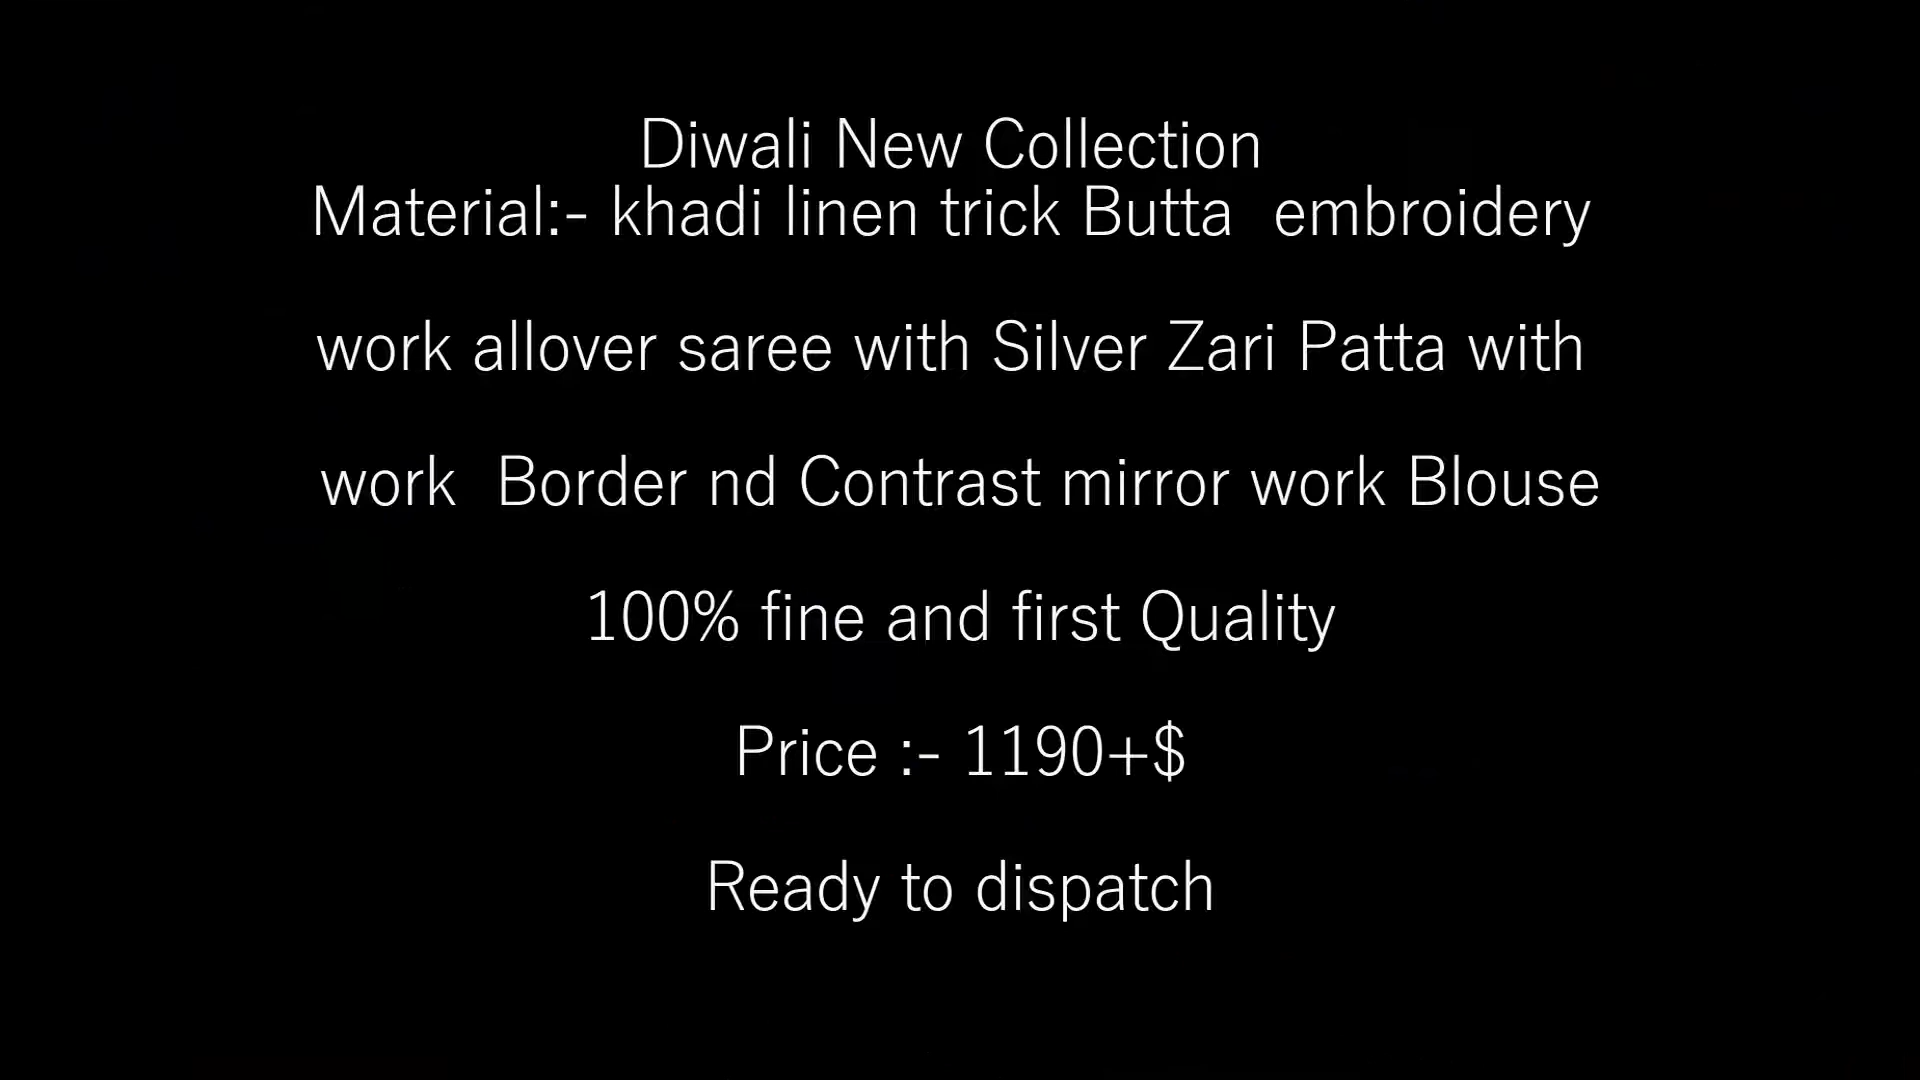 Diwali New Collection
Material:- khadi linen trick Butta  embroidery
work allover saree with Silver Zari Patta with
work  Border nd Contrast mirror work Blouse
100% fine and first Quality
Price :- 1190+$
Ready to dispatch